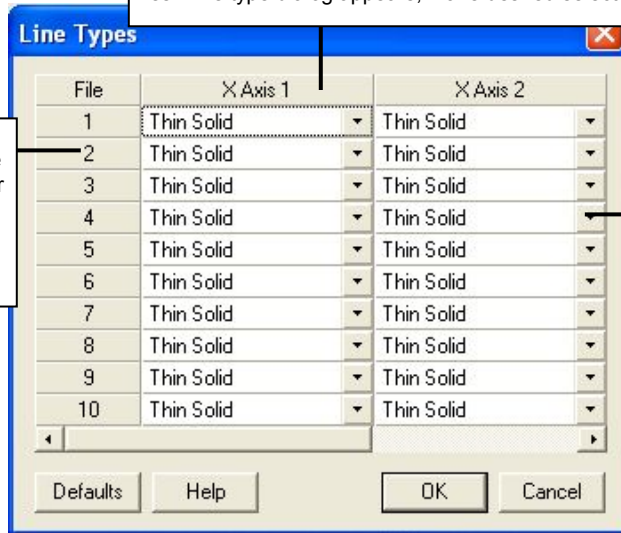 Line Types
File X Axis 1 X Axis 2
1 Thin Solid Thin Solid
2 Thin Solid Thin Solid
3 Thin Solid Thin Solid
4 Thin Solid Thin Solid
5 Thin Solid Thin Solid
6 Thin Solid Thin Solid
7 Thin Solid Thin Solid
8 Thin Solid Thin Solid
9 Thin Solid Thin Solid
10 Thin Solid Thin Solid
Defaults Help OK Cancel